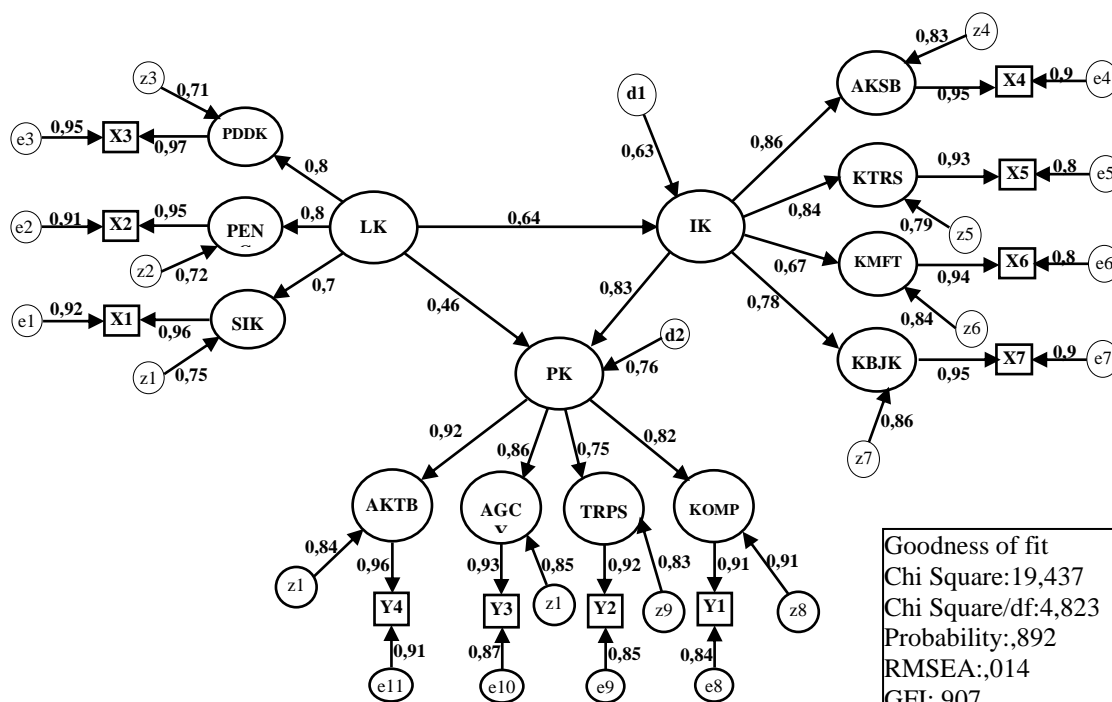 z4
0,83
z3
AKSB
X4
0,9
e4
0,95
d1
0,71
0,95
e3
X3
0,97
PDDK
0,63
0,86
0,8
0,93
X5
0,8
e5
KTRS
0,91
0,95
0,8
0,64
0,84
e2
X2
PEN
LK
IK
0,79
z5
z2
0,72
0,67
KMFT
0,94
X6
0,8
e6
0,7
0,83
0,78
0,92
0,46
e1
X1
0,96
SIK
0,84
z6
d2
z1
0,75
PK
0,76
KBJK
0,95
X7
0,9
e7
0,86
0,92
0,86
0,75
0,82
z7
AKTB
AGC
TRPS
KOMP
0,84
0,96
0,93
0,85
0,92
0,83
0,91
0,91
z1
Y4
Y3
z1
Y2
z9
Y1
z8
0,91
0,87
0,85
0,84
e11
e10
e9
e8
Goodness of fit
Chi Square:19,437
Chi Square/df:4,823
Probability:,892
RMSEA:,014
GFI:,907